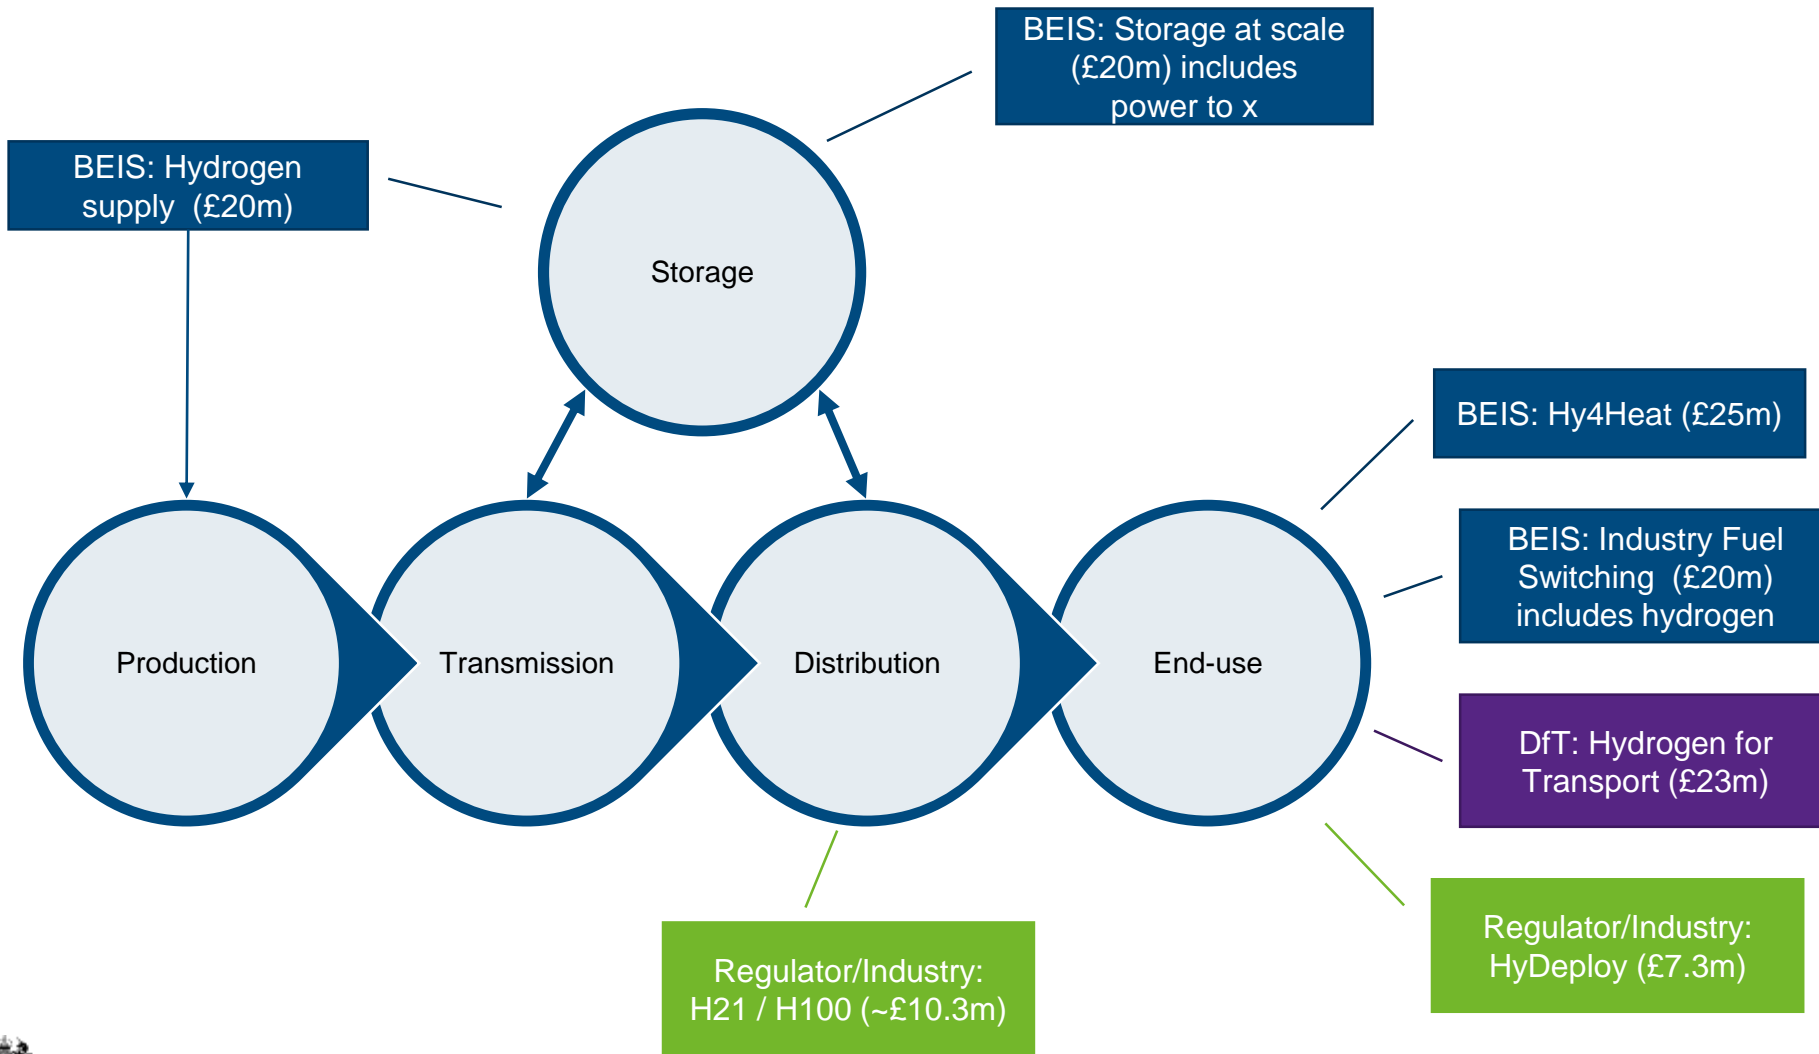 BEIS: Storage at scale
(£20m) includes
power to x
BEIS: Hydrogen
supply (£20m)
Storage
BEIS: Hy4Heat (£25m)
BEIS: Industry Fuel
Switching (£20m)
includes hydrogen
Production
Transmission
Distribution
End-use
DfT: Hydrogen for
Transport (£23m)
Regulator/Industry:
HyDeploy (£7.3m)
Regulator/Industry:
H21 / H100 (~£10.3m)